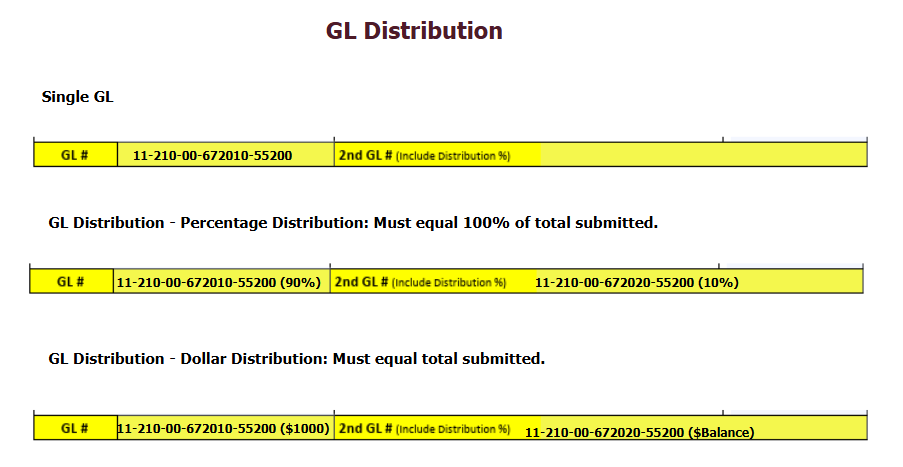 GL Distribution
Single GL
GL # 11-210-00-672010-55200 2nd GL # (Include Distribution %)
GL Distribution - Percentage Distribution: Must equal 100% of total submitted.
GL # 11-210-00-672010-55200 (90%) 2nd GL # (Include Distribution %) 11-210-00-672020-55200 (10%)
GL Distribution - Dollar Distribution: Must equal total submitted.
GL # 11-210-00-672010-55200 ($1000) 2nd GL # (Include Distribution %) 11-210-00-672020-55200 ($Balance)